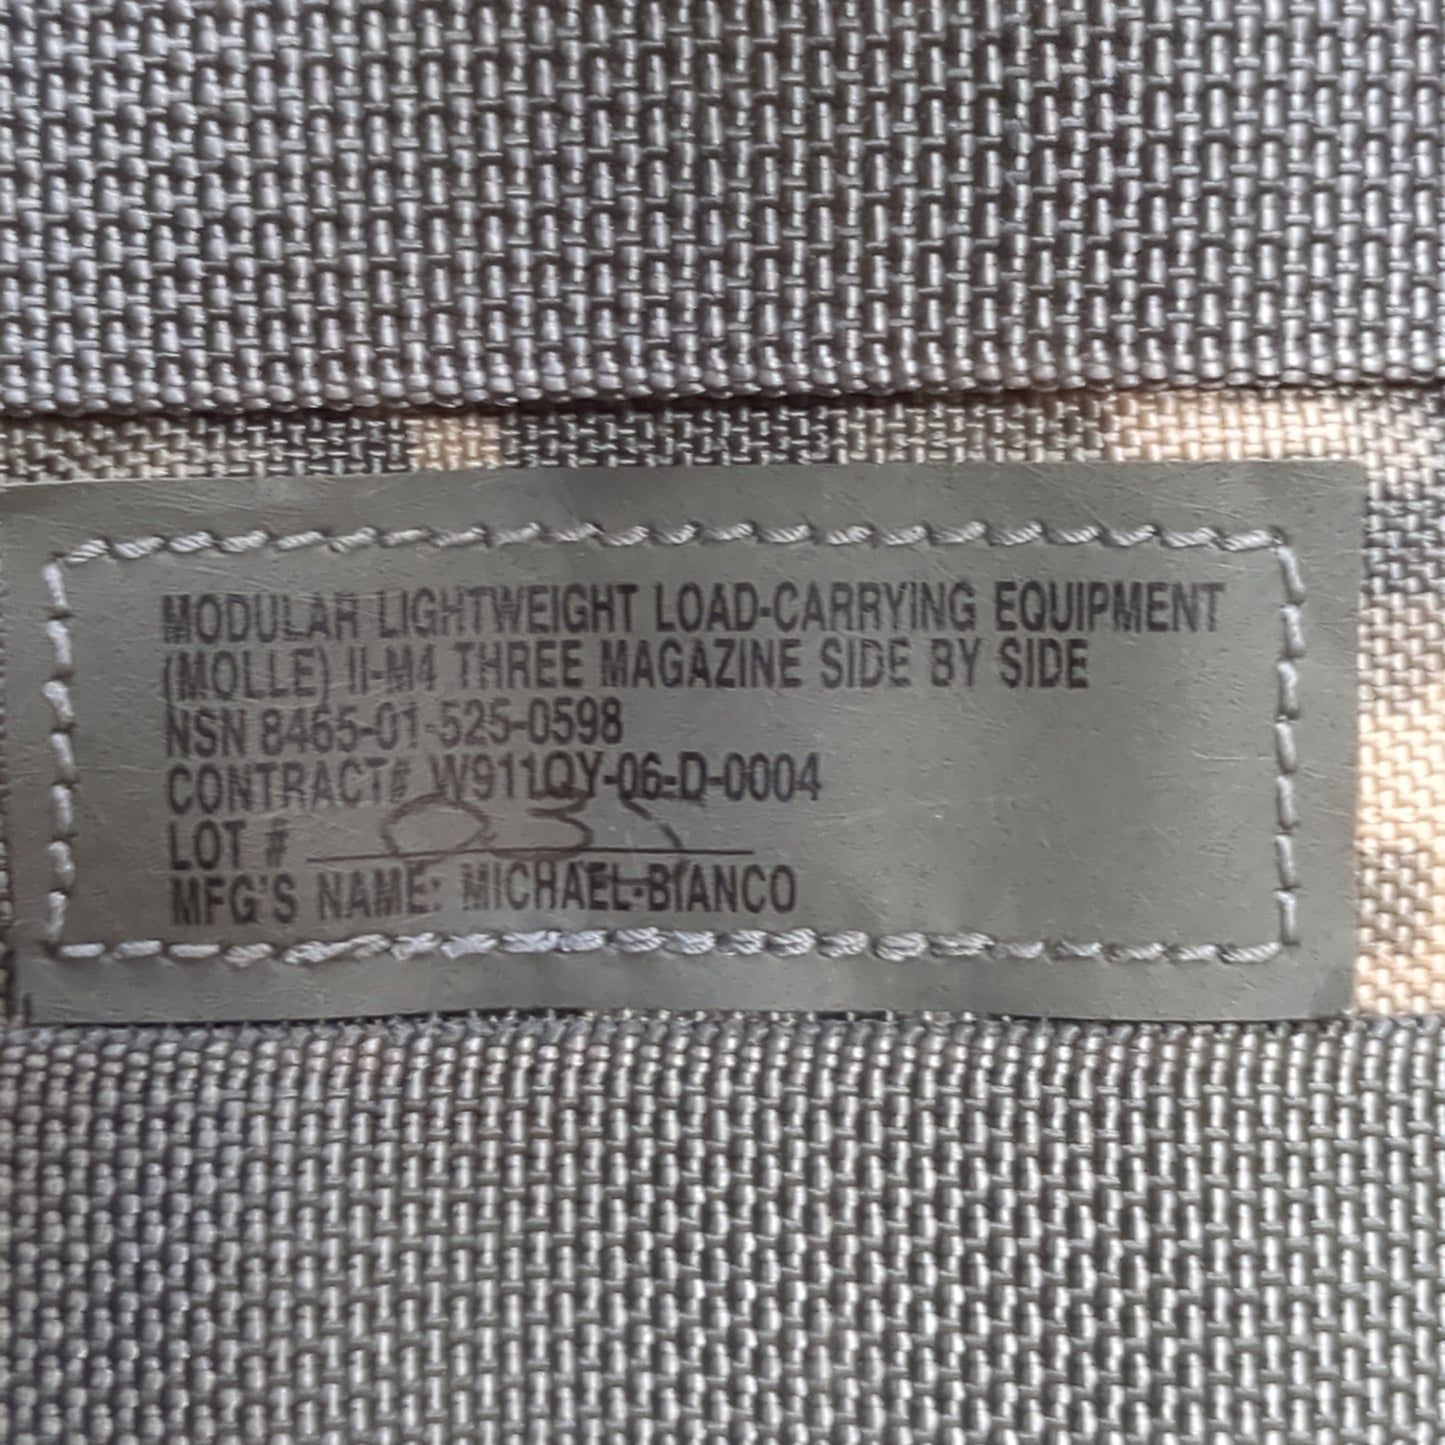 MODULAR LIGHTWEIGHT LOAD-CARRYING EQUIPMENT
(MOLLE) II-M4 THREE MAGAZINE SIDE BY SIDE
NSN 8465-01-525-0598
CONTRACT# W911QY-06-D-0004
LOT #
MFG'S NAME: MICHAEL-BIANCO